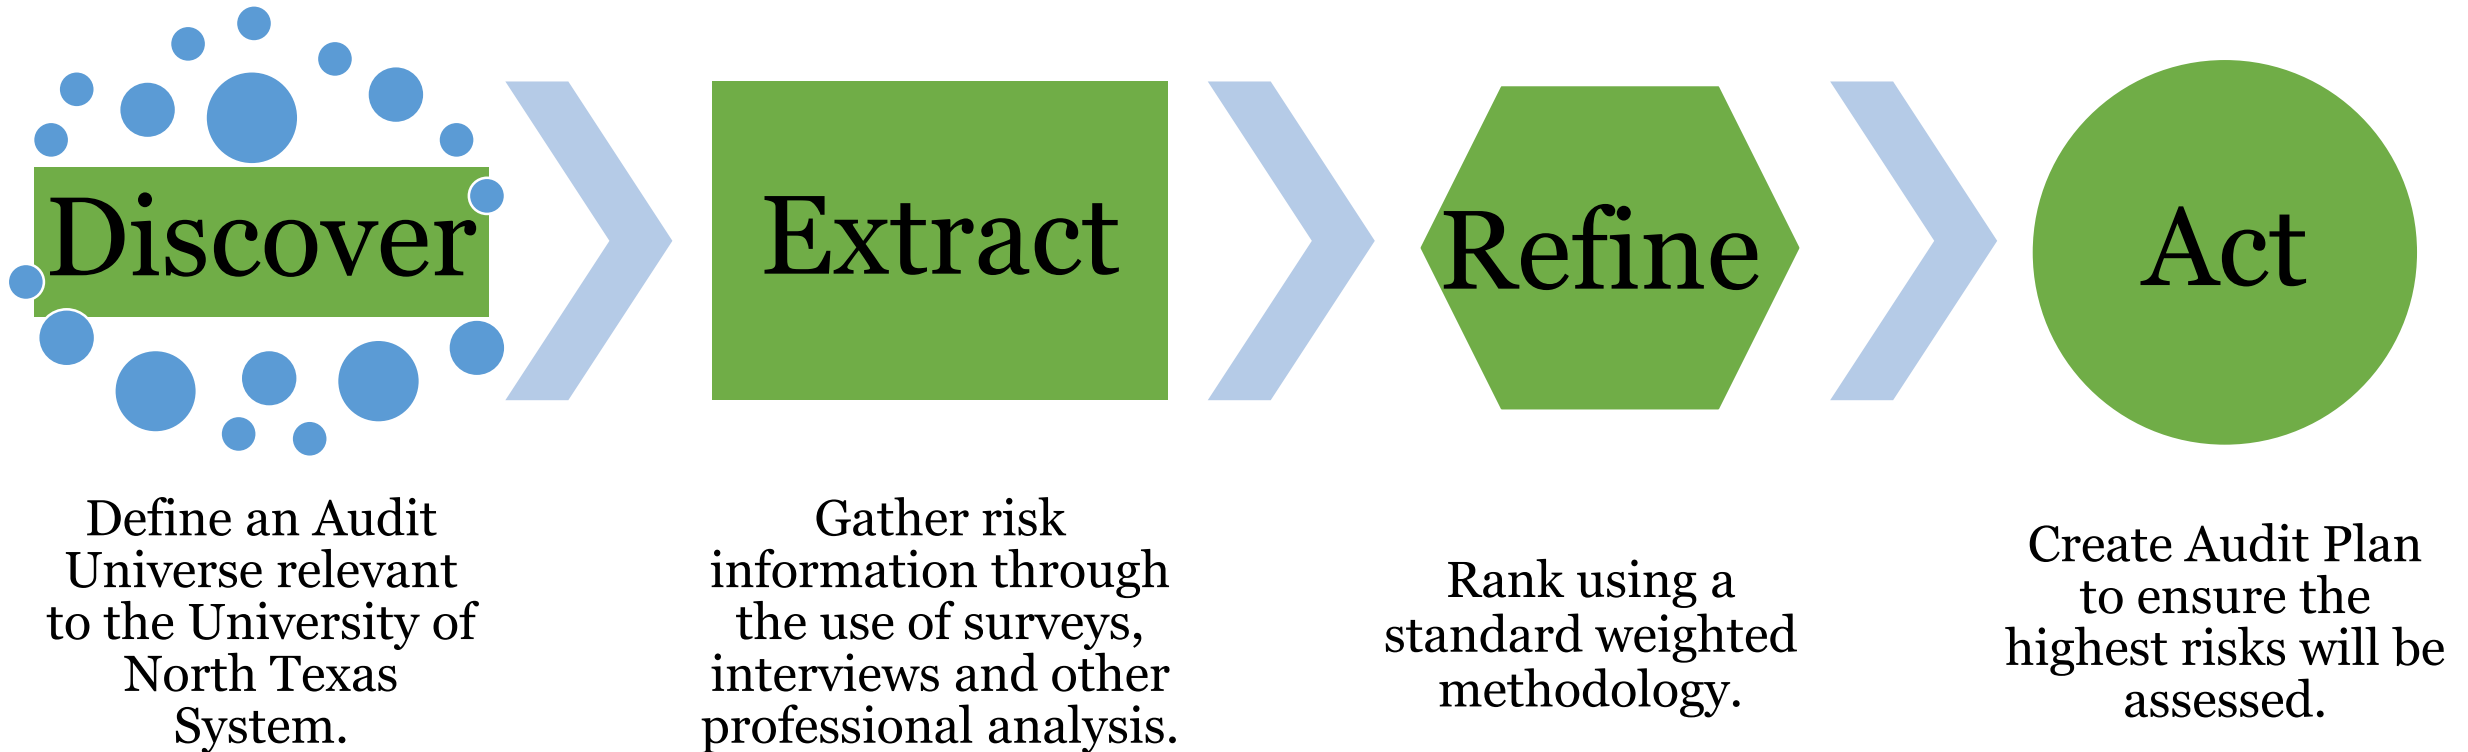 Discover
Extract
Refine
Act
Define an Audit
Universe relevant
to the University of
North Texas
System.
Gather risk
information through
the use of surveys,
interviews and other
professional analysis.
Rank using a
standard weighted
methodology.
Create Audit Plan
to ensure the
highest risks will be
assessed.